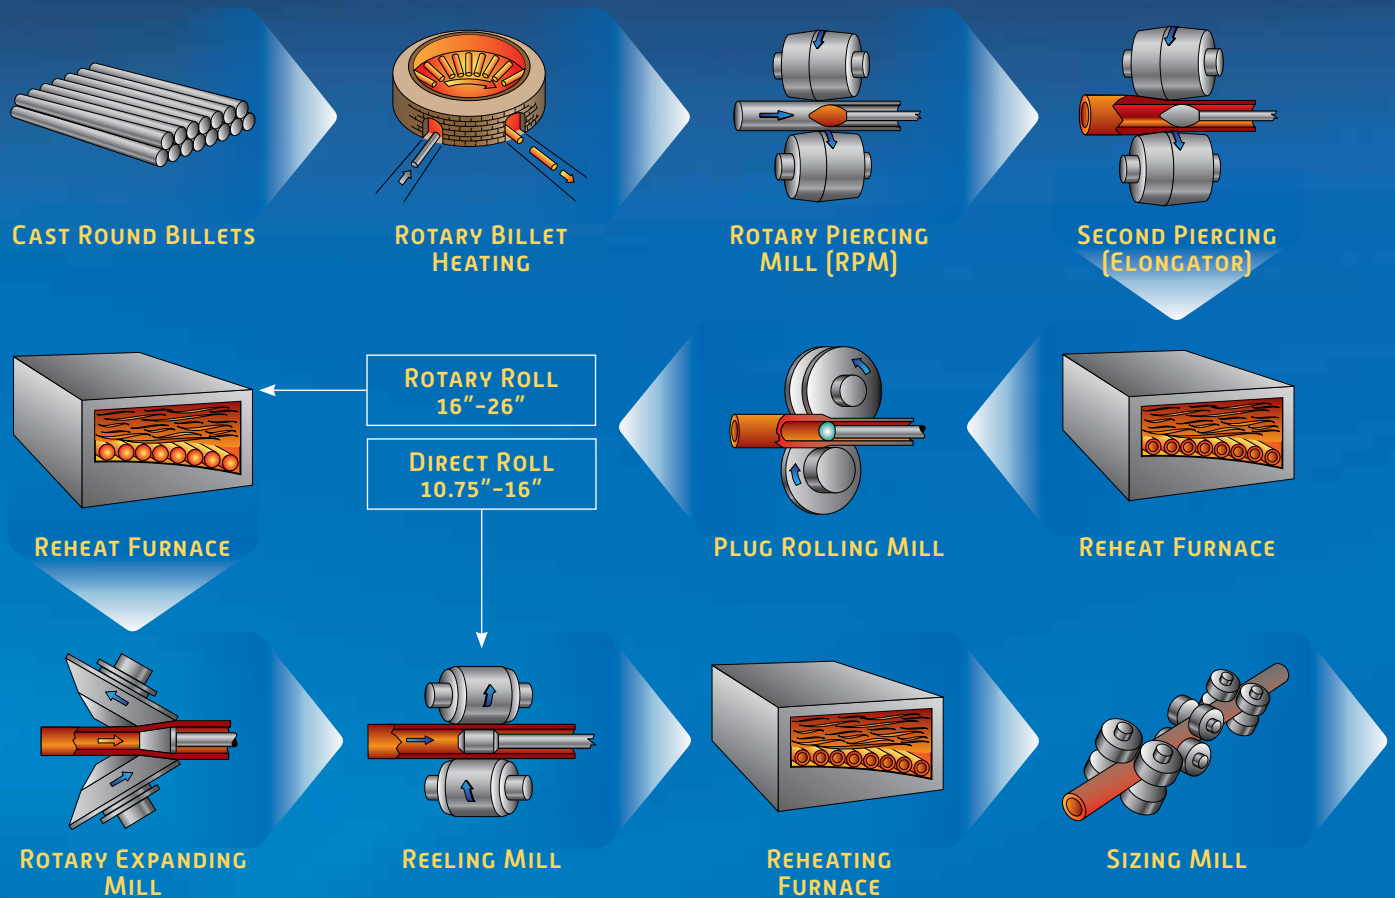 CAST ROUND BILLETS
ROTARY BILLET
HEATING
ROTARY PIERCING
MILL (RPM)
SECOND PIERCING
(ELONGATOR)
REHEAT FURNACE
ROTARY ROLL
16"-26"
DIRECT ROLL
10.75"-16"
PLUG ROLLING MILL
REHEAT FURNACE
ROTARY EXPANDING
MILL
REELING MILL
REHEATING
FURNACE
SIZING MILL